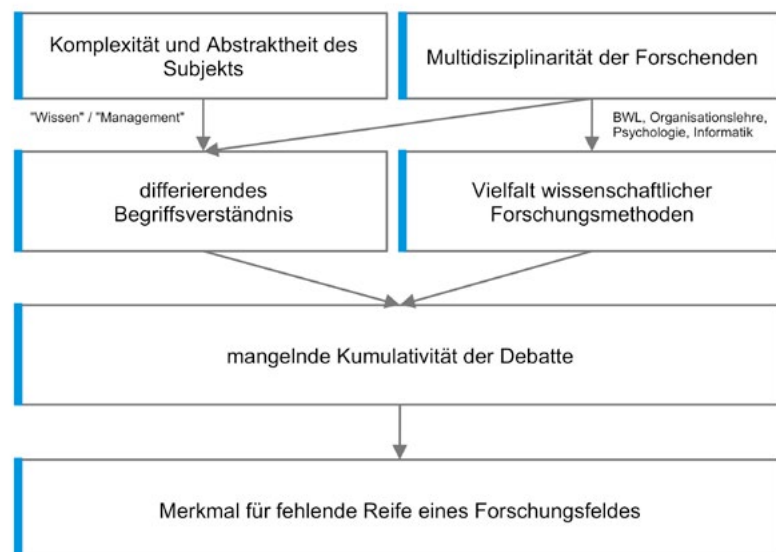 Komplexität und Abstraktheit des
Subjekts
Multidisziplinarität der Forschenden
"Wissen" / "Management"
BWL, Organisationslehre,
Psychologie, Informatik
differierendes
Begriffsverständnis
Vielfalt wissenschaftlicher
Forschungsmethoden
mangelnde Kumulativität der Debatte
Merkmal für fehlende Reife eines Forschungsfeldes